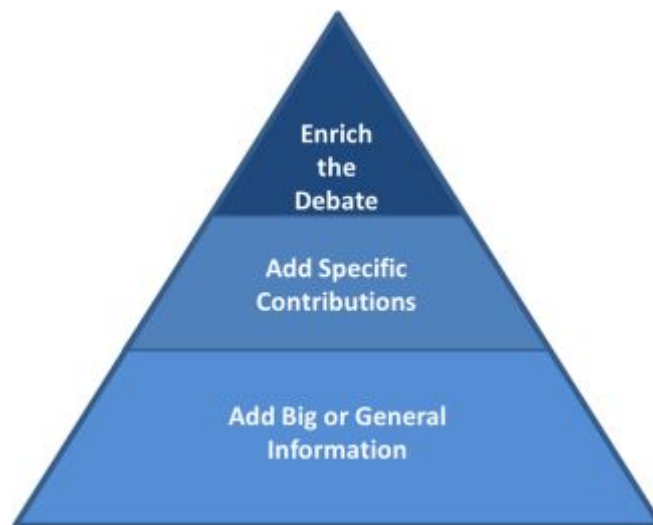 Enrich
the
Debate
Add Specific
Contributions
Add Big or General
Information